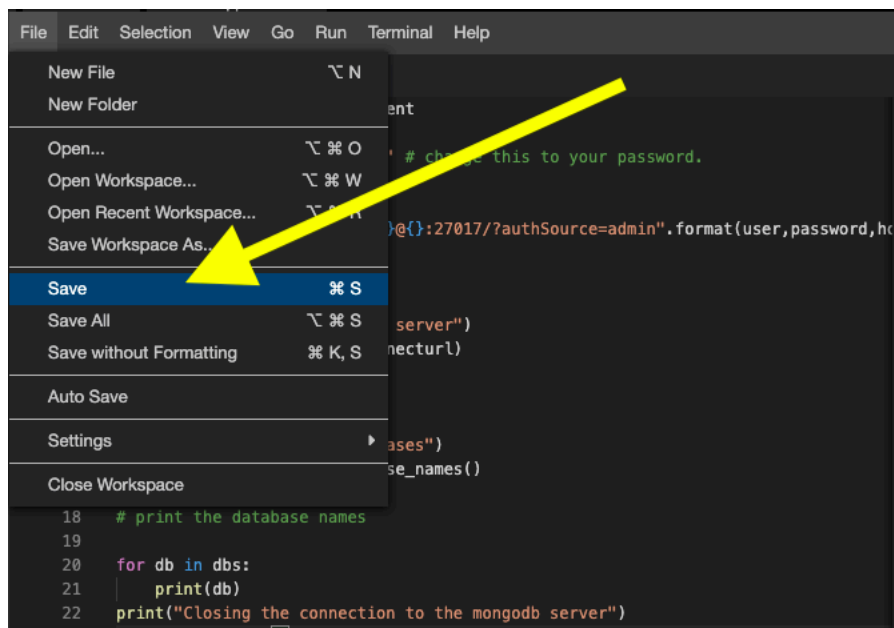 File Edit Selection View Go Run Terminal Help
New File ⌥ N
New Folder
ent
Open... ⌥ ⌘ O
' # change this to your password.
Open Workspace... ⌥ ⌘ W
Open Recent Workspace... ⌥ ⌘ R
}@{}:27017/?authSource=admin".format(user,password,ho
Save Workspace As...
Save ⌘ S
Save All ⌥ ⌘ S
server")
Save without Formatting ⌘ K, S
necturl)
Auto Save
Settings
ases")
se_names()
Close Workspace
18 # print the database names
19
20 for db in dbs:
21 print(db)
22 print("Closing the connection to the mongodb server")